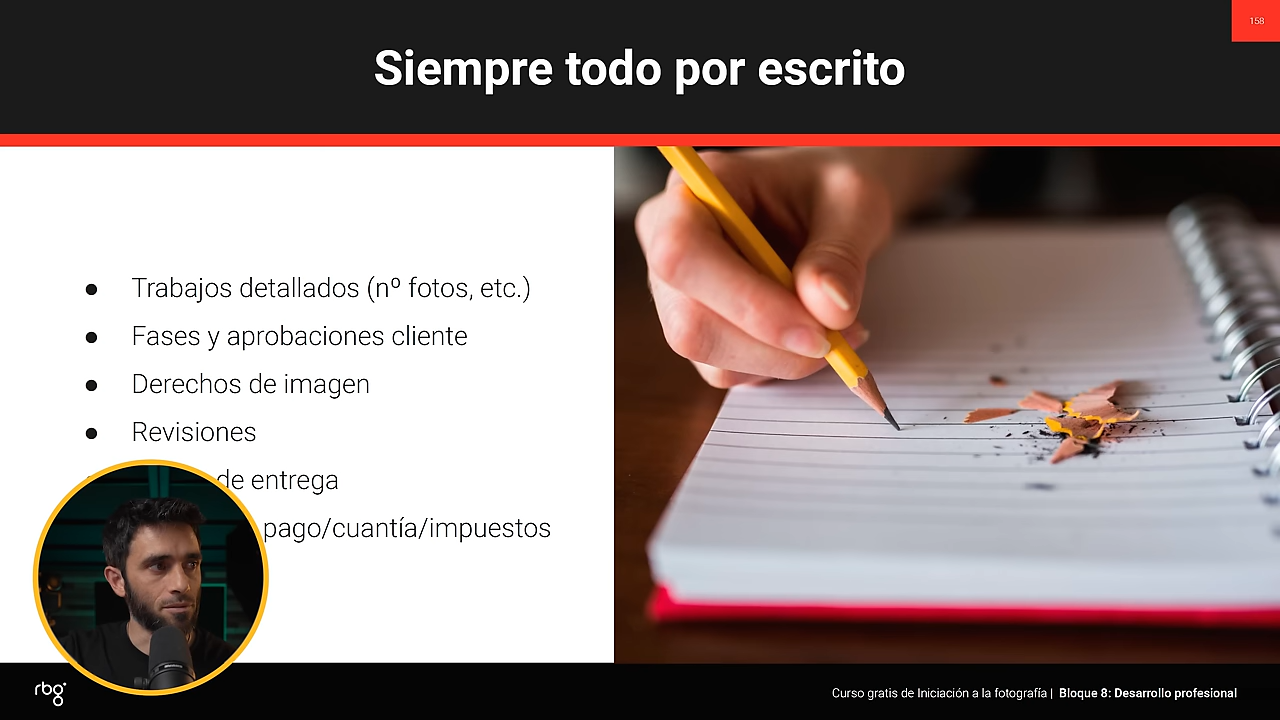 158
Siempre todo por escrito
● Trabajos detallados (nº fotos, etc.)
● Fases y aprobaciones cliente
● Derechos de imagen
● Revisiones
de entrega
pago/cuantía/impuestos
rbg
Curso gratis de Iniciación a la fotografía | Bloque 8: Desarrollo profesional